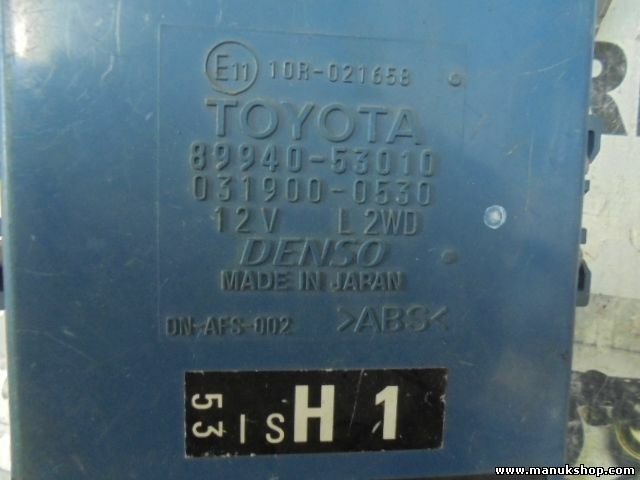 E11 10R-021658
TOYOTA
89940-53010
031900-0530
12V L 2WD
DENSO
MADE IN JAPAN
DN-AFS-002 >ABS<
53 IS H 1
www.manukshop.com